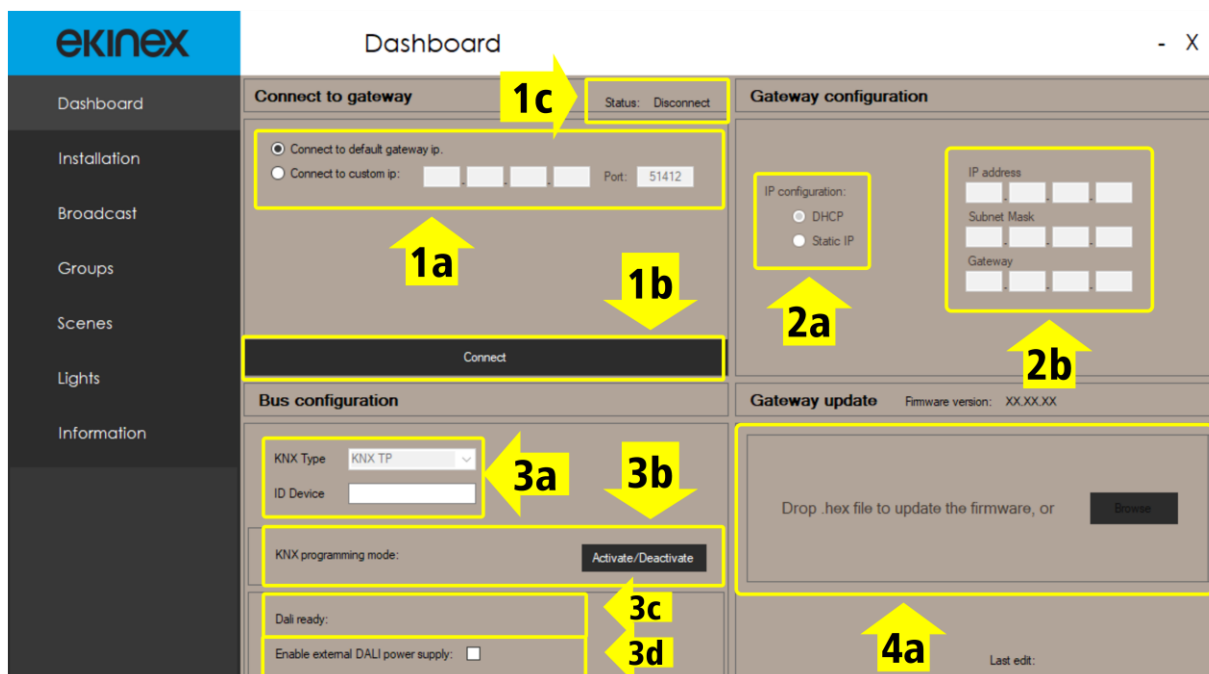 ekinex
Dashboard
- X
Dashboard
Installation
Broadcast
Groups
Scenes
Lights
Information
Connect to gateway
1c
Status: Disconnect
Connect to default gateway ip.
Connect to custom ip: . . . Port: 51412
1a
1b
Connect
Gateway configuration
IP configuration:
DHCP
Static IP
2a
IP address
. . .
Subnet Mask
. . .
Gateway
. . .
2b
Bus configuration
KNX Type KNX TP
ID Device
3a
3b
KNX programming mode: Activate/Deactivate
Dali ready:
3c
Enable external DALI power supply:
3d
Gateway update Firmware version: XX.XX.XX
Drop .hex file to update the firmware, or Browse
4a
Last edit: